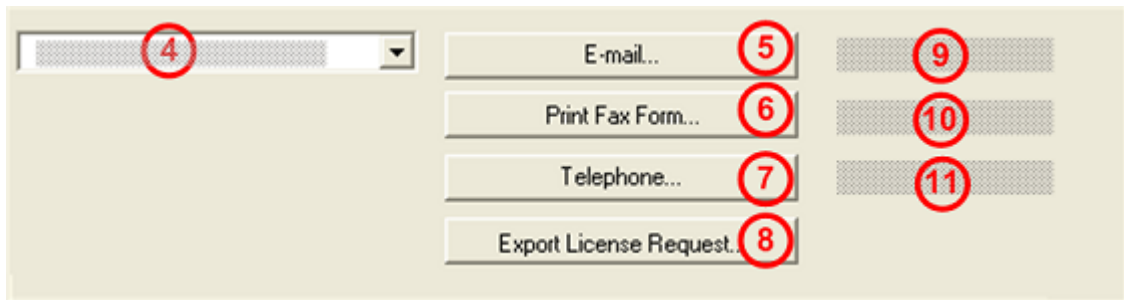 4
E-mail... 5 9
Print Fax Form... 6 10
Telephone... 7 11
Export License Request... 8